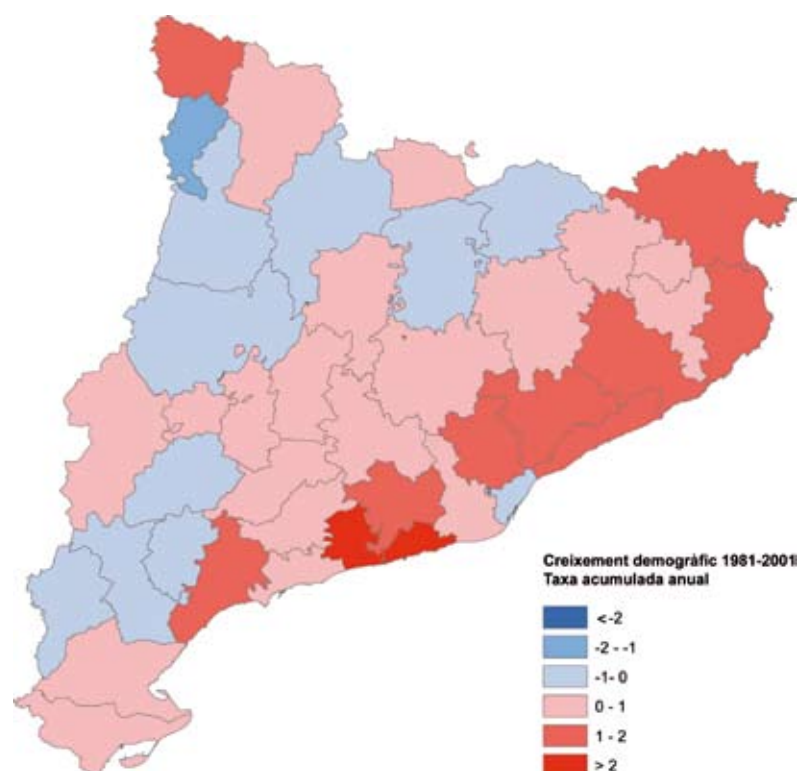 Creixement demogràfic 1981-2001
Taxa acumulada anual
< -2
-2 - -1
-1- 0
0 - 1
1 - 2
> 2